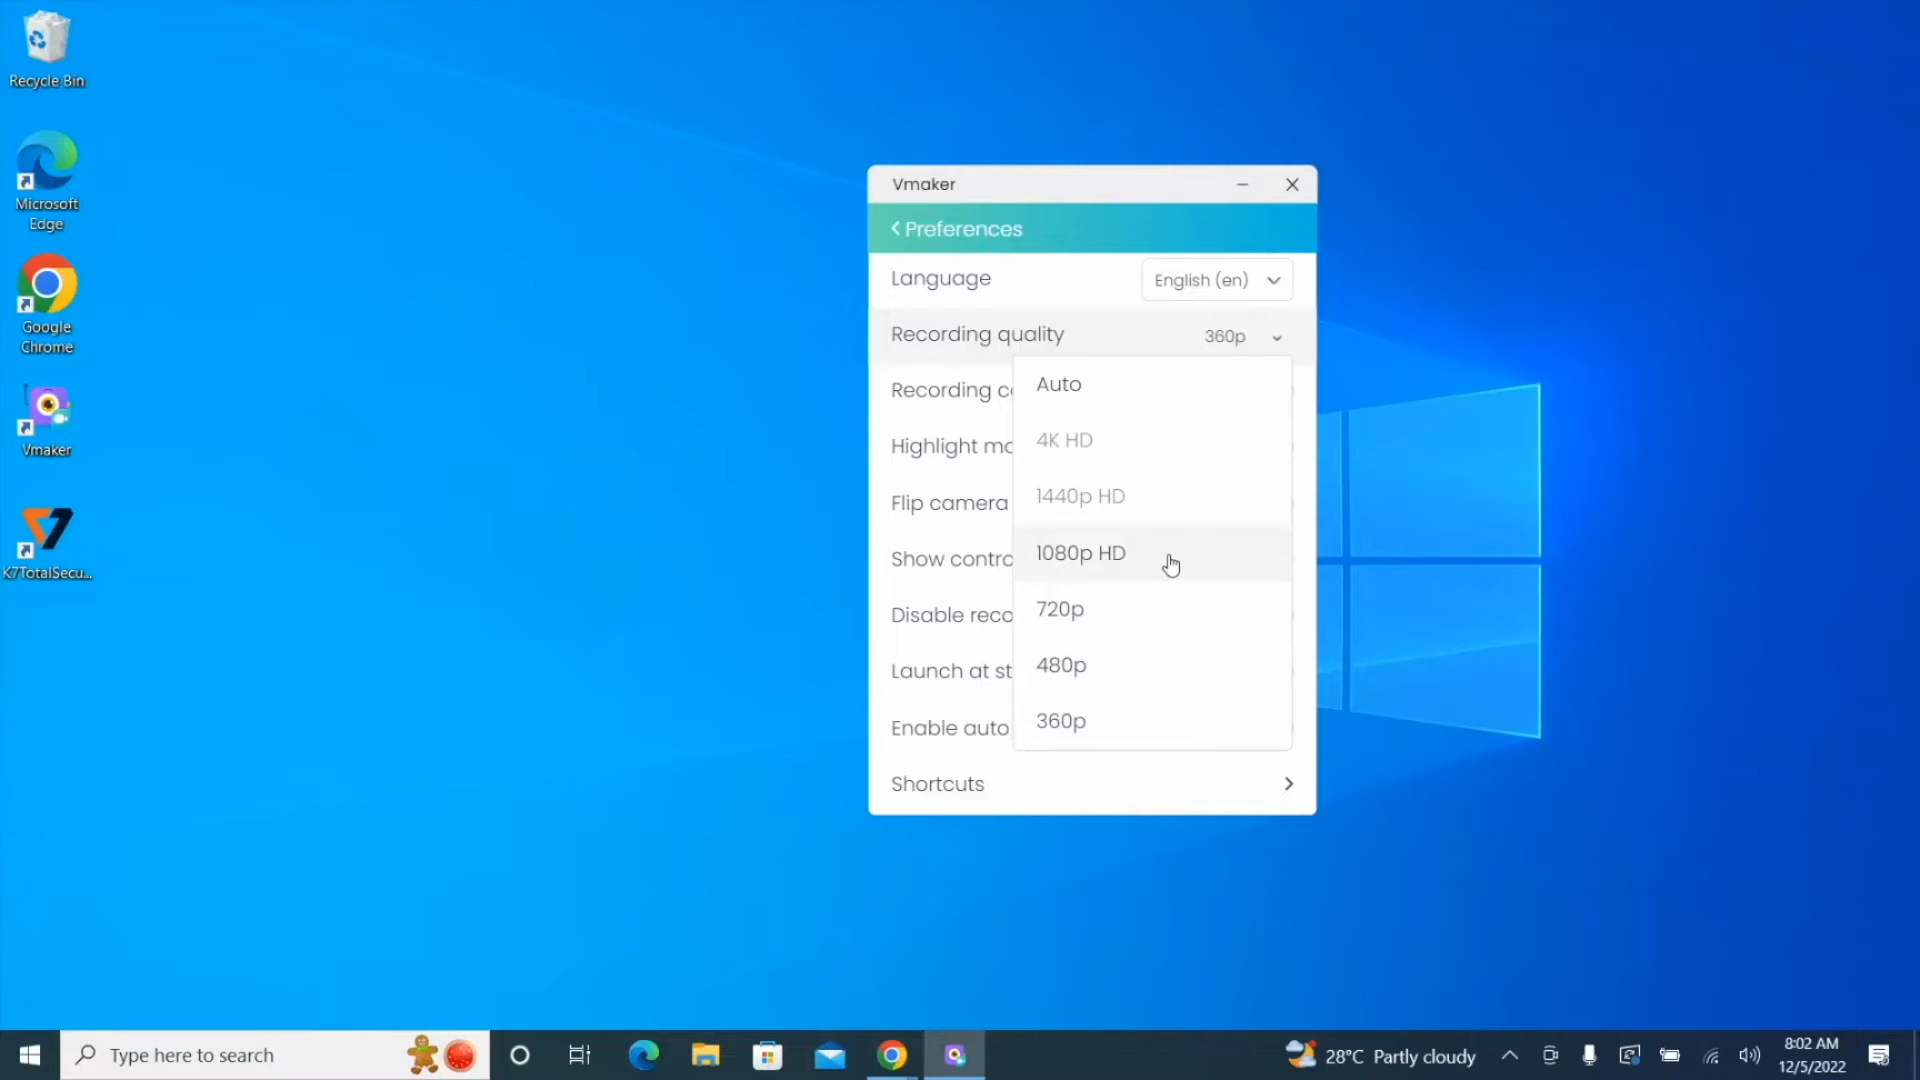 Recycle Bin
Microsoft
Edge
Google
Chrome
Vmaker
K7TotalSecu...
Vmaker
Preferences
Language
English (en)
Recording quality
360p
Recording c
Highlight mo
Flip camera
Show contro
Disable reco
Launch at st
Enable auto
Shortcuts
Auto
4K HD
1440p HD
1080p HD
720p
480p
360p
Type here to search
28°C Partly cloudy
8:02 AM
12/5/2022